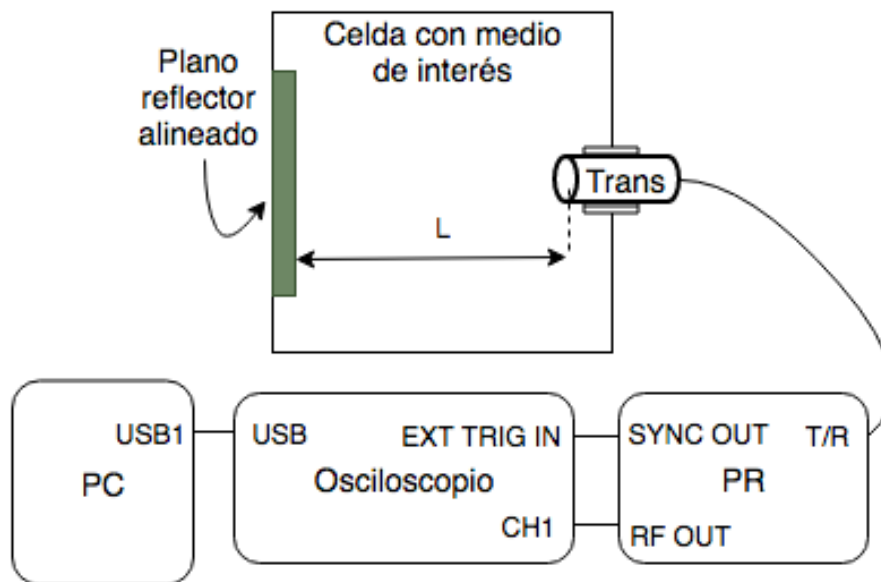 Celda con medio
de interés
Plano
reflector
alineado
Trans
L
USB1
PC
USB
EXT TRIG IN
Osciloscopio
CH1
SYNC OUT
T/R
PR
RF OUT